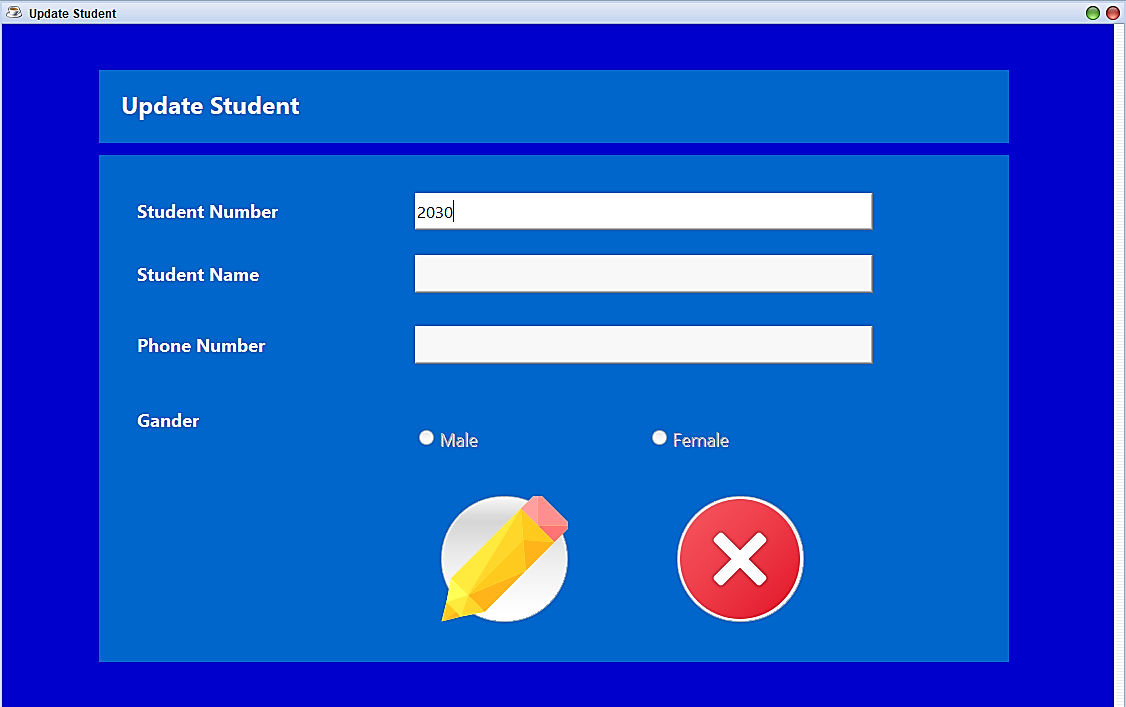 Update Student
Update Student
Student Number
2030
Student Name
Phone Number
Gander
Male
Female